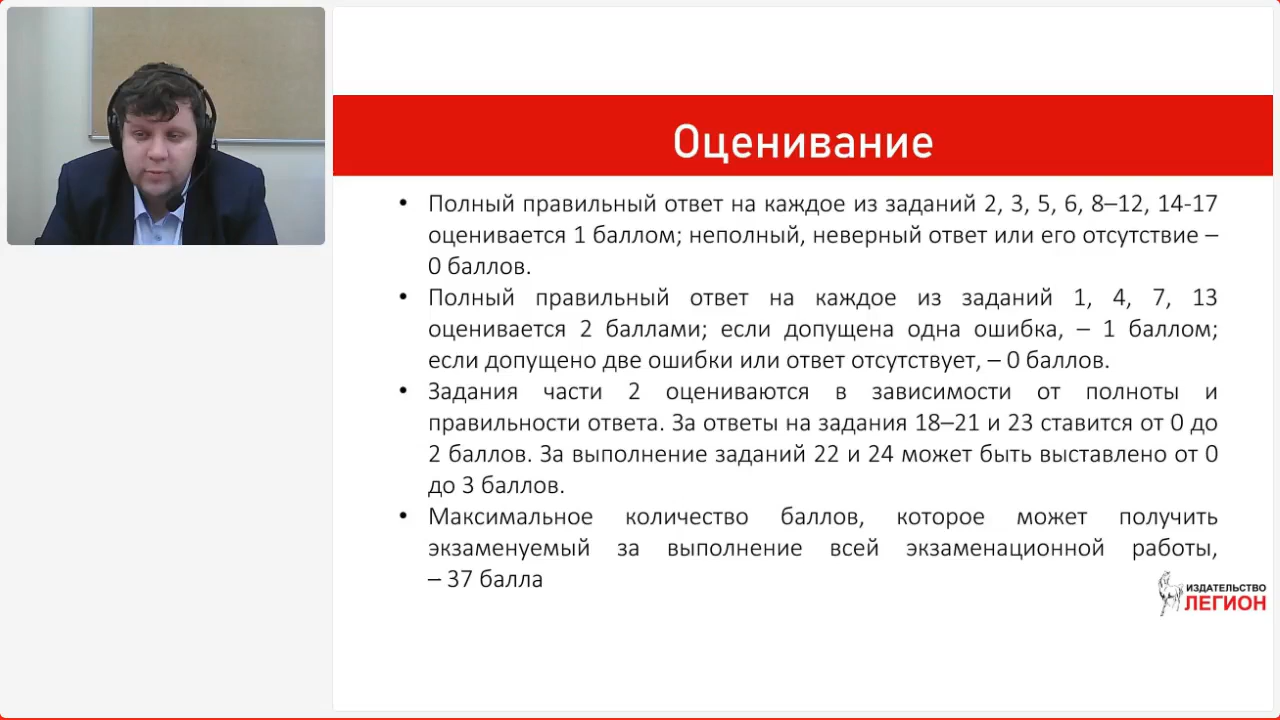 Оценивание
• Полный правильный ответ на каждое из заданий 2, 3, 5, 6, 8–12, 14-17
оценивается 1 баллом; неполный, неверный ответ или его отсутствие –
0 баллов.
• Полный правильный ответ на каждое из заданий 1, 4, 7, 13
оценивается 2 баллами; если допущена одна ошибка, – 1 баллом;
если допущено две ошибки или ответ отсутствует, – 0 баллов.
• Задания части 2 оцениваются в зависимости от полноты и
правильности ответа. За ответы на задания 18–21 и 23 ставится от 0 до
2 баллов. За выполнение заданий 22 и 24 может быть выставлено от 0
до 3 баллов.
• Максимальное количество баллов, которое может получить
экзаменуемый за выполнение всей экзаменационной работы,
– 37 балла
ИЗДАТЕЛЬСТВО
ЛЕГИОН